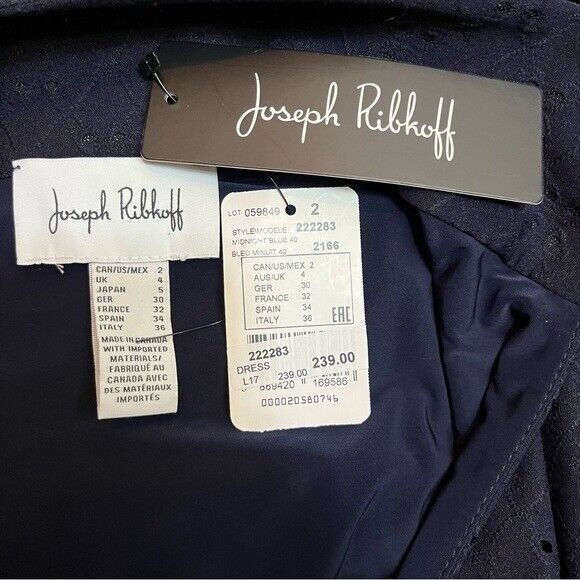 Joseph Ribkoff
Joseph Ribkoff
CAN/US/MEX 2
UK 4
JAPAN 5
GER 30
FRANCE 32
SPAIN 34
ITALY 36
MADE IN CANADA
WITH IMPORTED
MATERIALS/
FABRIQUÉ AU
CANADA AVEC
DES MATÉRIAUX
IMPORTÉS
LOT 059849 2
STYLE/MODELE 222283
MIDNIGHT BLUE 40
BLEU MINUIT 40 2166
CAN/US/MEX 2
AUS/UK 4
GER 30
FRANCE 32
SPAIN 34
ITALY 36
EAC
222283
DRESS 239.00
L17 239.00
889420 169586
000020580746